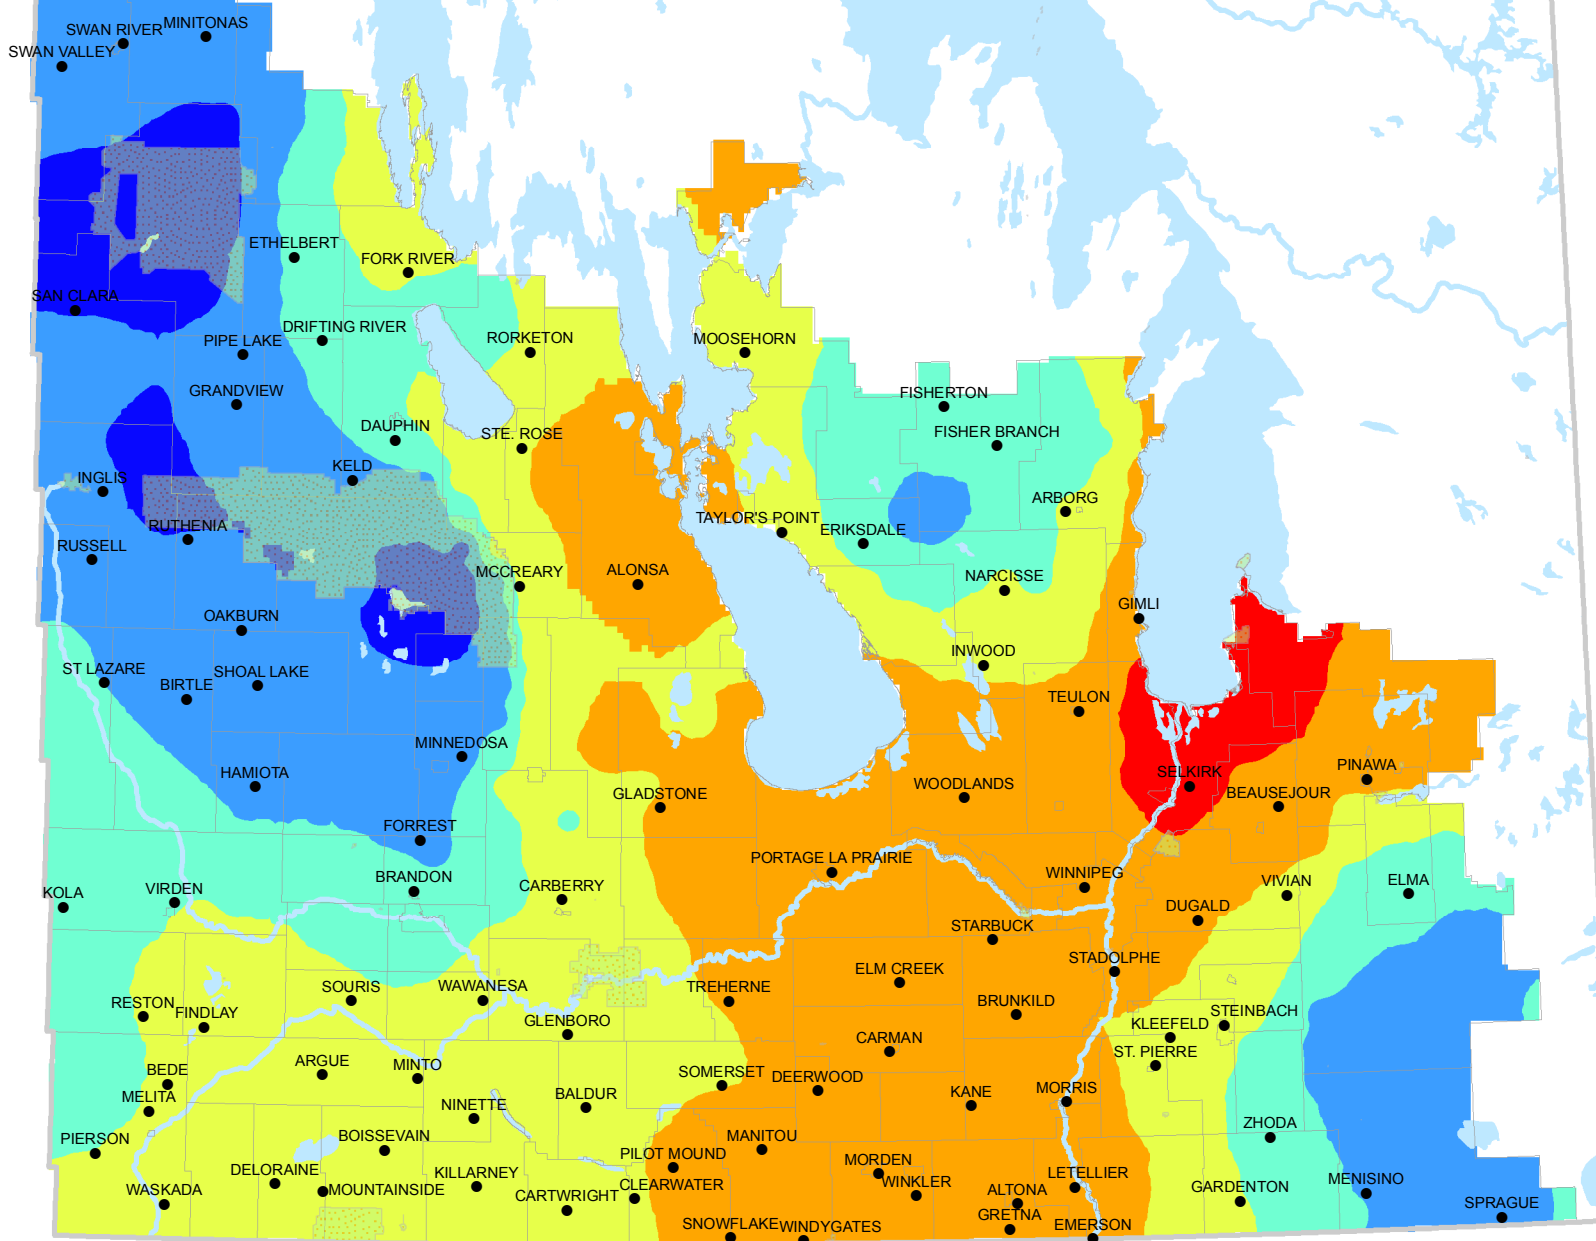 MINITONAS
SWAN RIVER
SWAN VALLEY
ETHELBERT
FORK RIVER
SAN CLARA
DRIFTING RIVER
PIPE LAKE
RORKETON
MOOSEHORN
GRANDVIEW
FISHERTON
DAUPHIN
STE. ROSE
FISHER BRANCH
KELD
INGLIS
ARBORG
RUTHENIA
TAYLOR'S POINT
ERIKSDALE
RUSSELL
MCCREARY
ALONSA
NARCISSE
GIMLI
OAKBURN
INWOOD
ST LAZARE
SHOAL LAKE
BIRTLE
TEULON
MINNEDOSA
HAMIOTA
GLADSTONE
WOODLANDS
SELKIRK
PINAWA
BEAUSEJOUR
FORREST
PORTAGE LA PRAIRIE
BRANDON
WINNIPEG
KOLA
VIRDEN
CARBERRY
VIVIAN
ELMA
DUGALD
STARBUCK
STADOLPHE
ELM CREEK
SOURIS
WAWANESA
TREHERNE
RESTON
FINDLAY
BRUNKILD
GLENBORO
KLEEFELD
STEINBACH
CARMAN
ST. PIERRE
ARGUE
MINTO
BEDE
SOMERSET
DEERWOOD
MELITA
NINETTE
BALDUR
KANE
MORRIS
PIERSON
BOISSEVAIN
MANITOU
ZHODA
PILOT MOUND
MORDEN
DELORAINE
KILLARNEY
CLEARWATER
WINKLER
LETELLIER
MENISINO
WASKADA
MOUNTAINSIDE
CARTWRIGHT
ALTONA
GARDENTON
SPRAGUE
SNOWFLAKE
WINDYGATES
GRETNA
EMERSON